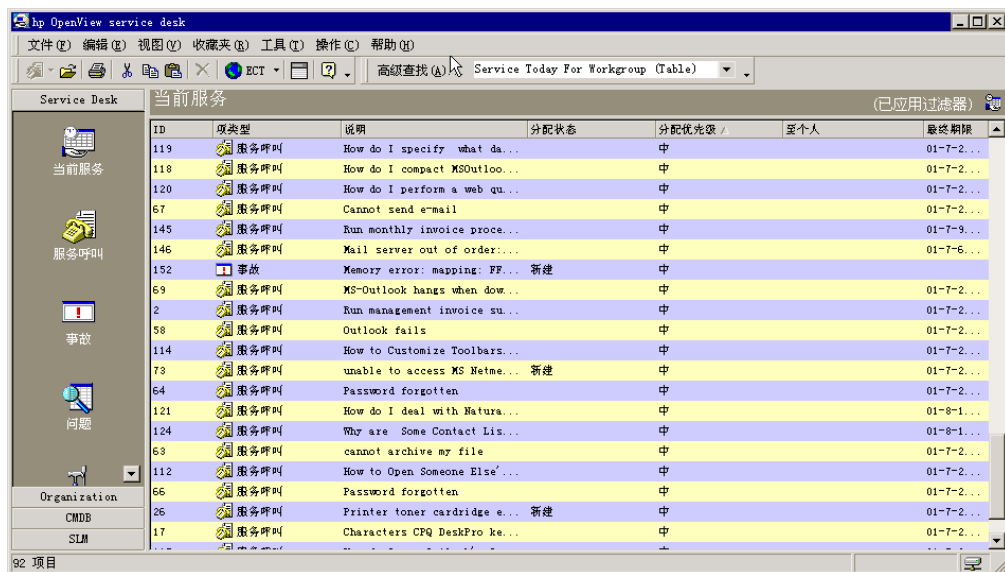 hp OpenView service desk
文件(F) 编辑(E) 视图(V) 收藏夹(R) 工具(T) 操作(C) 帮助(H)
ECT 高级查找(A) Service Today For Workgroup (Table)
Service Desk
当前服务
服务呼叫
事故
问题
Organization
CMDB
SLM
当前服务 (已应用过滤器)
ID 项类型 说明 分配状态 分配优先级 至个人 最终期限
119 服务呼叫 How do I specify what da... 中 01-7-2...
118 服务呼叫 How do I compact MSOutloo... 中 01-7-2...
120 服务呼叫 How do I perform a web qu... 中 01-7-2...
67 服务呼叫 Cannot send e-mail 中 01-7-2...
145 服务呼叫 Run monthly invoice proce... 中 01-7-9...
146 服务呼叫 Mail server out of order:... 中 01-7-6...
152 事故 Memory error: mapping: FF... 新建 中
69 服务呼叫 MS-Outlook hangs when dow... 中 01-7-2...
2 服务呼叫 Run management invoice su... 中 01-7-2...
58 服务呼叫 Outlook fails 中 01-7-2...
114 服务呼叫 How to Customize Toolbars... 中 01-7-2...
73 服务呼叫 unable to access MS Netme... 新建 中 01-7-2...
64 服务呼叫 Password forgotten 中 01-7-2...
121 服务呼叫 How do I deal with Natura... 中 01-8-1...
124 服务呼叫 Why are Some Contact Lis... 中 01-8-1...
63 服务呼叫 cannot archive my file 中 01-7-2...
112 服务呼叫 How to Open Someone Else'... 中 01-7-2...
66 服务呼叫 Password forgotten 中 01-7-2...
26 服务呼叫 Printer toner cardridge e... 新建 中 01-7-2...
17 服务呼叫 Characters CPQ DeskPro ke... 中 01-7-2...
92 项目